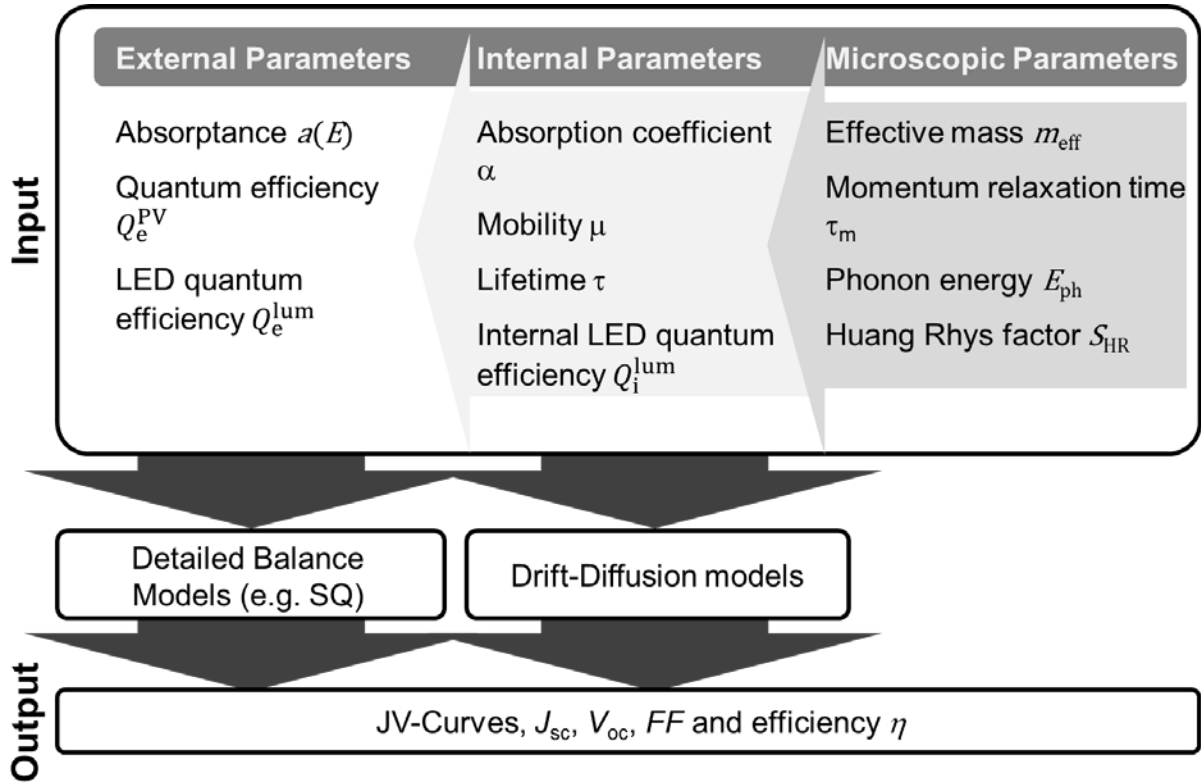 Input
External Parameters
Absorptance a(E)
Quantum efficiency
Q_e^PV
LED quantum
efficiency Q_e^lum
Internal Parameters
Absorption coefficient
α
Mobility μ
Lifetime τ
Internal LED quantum
efficiency Q_i^lum
Microscopic Parameters
Effective mass m_eff
Momentum relaxation time
τ_m
Phonon energy E_ph
Huang Rhys factor S_HR
Detailed Balance
Models (e.g. SQ)
Drift-Diffusion models
Output
JV-Curves, J_sc, V_oc, FF and efficiency η